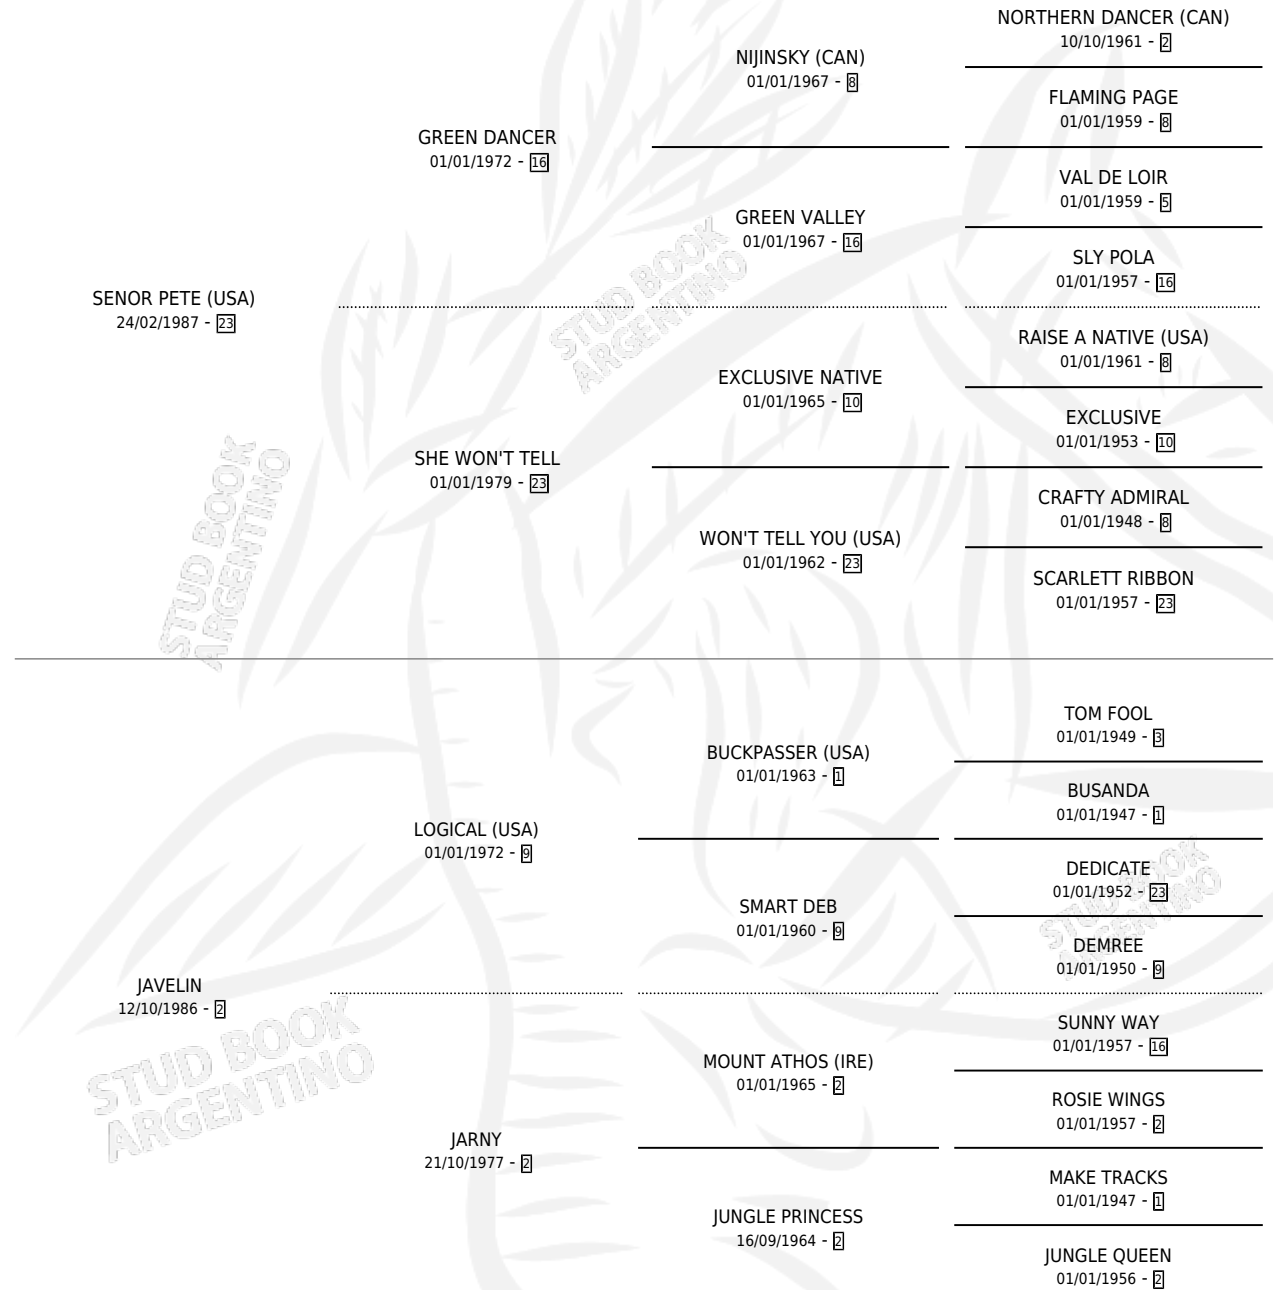 NORTHERN DANCER (CAN)
10/10/1961 - 2
NIJINSKY (CAN)
01/01/1967 - 8
FLAMING PAGE
01/01/1959 - 8
GREEN DANCER
01/01/1972 - 16
VAL DE LOIR
01/01/1959 - 5
GREEN VALLEY
01/01/1967 - 16
SLY POLA
01/01/1957 - 16
SENOR PETE (USA)
24/02/1987 - 23
RAISE A NATIVE (USA)
01/01/1961 - 8
EXCLUSIVE NATIVE
01/01/1965 - 10
EXCLUSIVE
01/01/1953 - 10
SHE WON'T TELL
01/01/1979 - 23
CRAFTY ADMIRAL
01/01/1948 - 8
WON'T TELL YOU (USA)
01/01/1962 - 23
SCARLETT RIBBON
01/01/1957 - 23
STUD BOOK
ARGENTINO
STUD BOOK
ARGENTINO
TOM FOOL
01/01/1949 - 3
BUCKPASSER (USA)
01/01/1963 - 1
BUSANDA
01/01/1947 - 1
LOGICAL (USA)
01/01/1972 - 9
DEDICATE
01/01/1952 - 23
SMART DEB
01/01/1960 - 9
DEMREE
01/01/1950 - 9
STUD BOOK
ARGENTINO
JAVELIN
12/10/1986 - 2
SUNNY WAY
01/01/1957 - 16
MOUNT ATHOS (IRE)
01/01/1965 - 2
ROSIE WINGS
01/01/1957 - 2
STUD BOOK
ARGENTINO
JARNY
21/10/1977 - 2
MAKE TRACKS
01/01/1947 - 1
JUNGLE PRINCESS
16/09/1964 - 2
JUNGLE QUEEN
01/01/1956 - 2